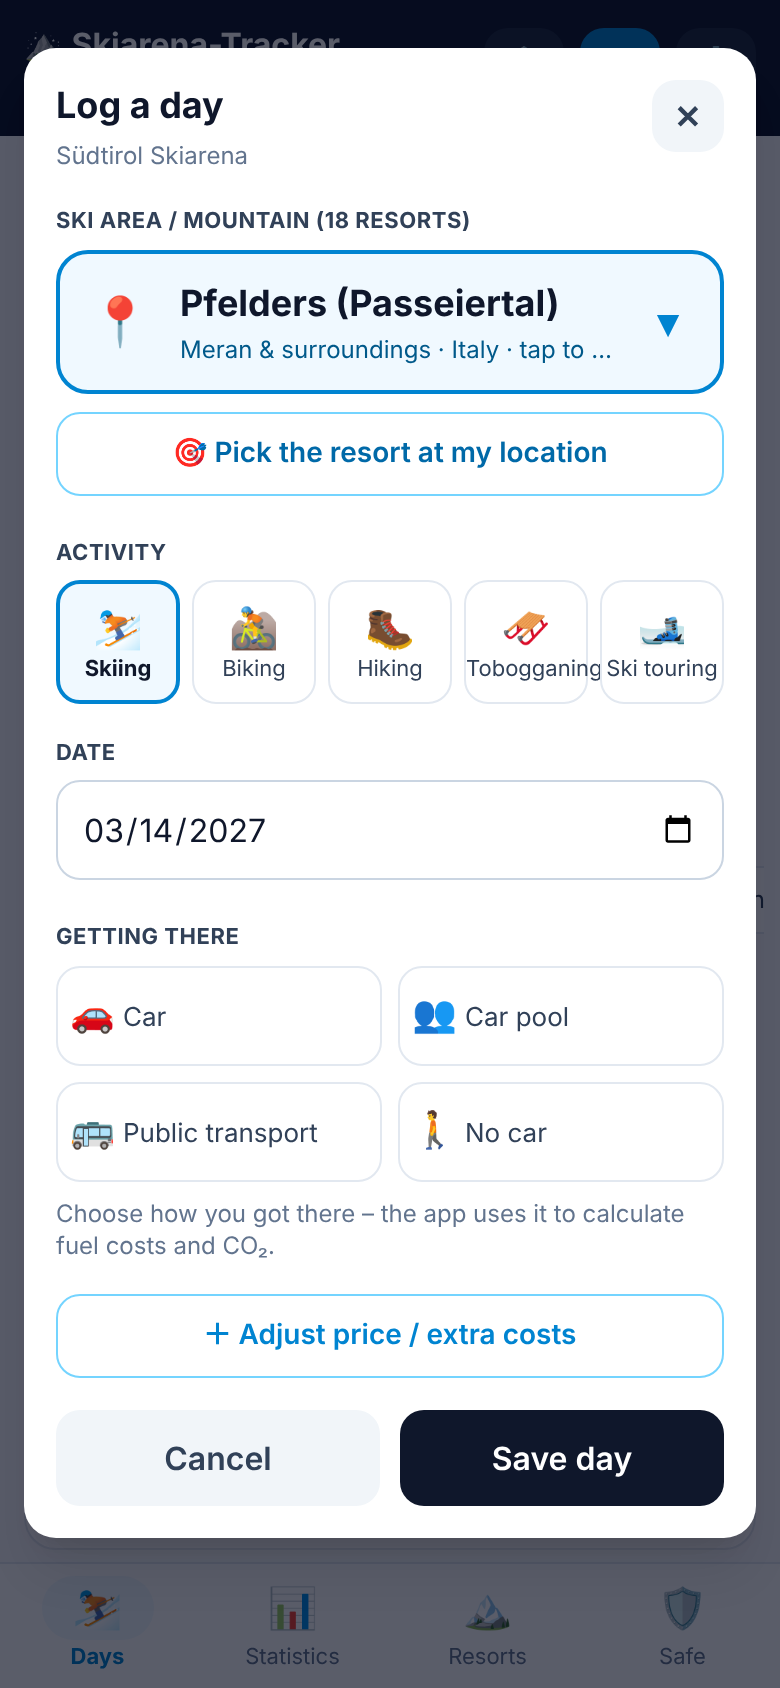 Skiarena-Tracker
Log a day
Südtirol Skiarena
SKI AREA / MOUNTAIN (18 RESORTS)
Pfelders (Passeiertal)
Meran & surroundings · Italy · tap to ...
Pick the resort at my location
ACTIVITY
Skiing
Biking
Hiking
Tobogganing
Ski touring
DATE
03/14/2027
GETTING THERE
Car
Car pool
Public transport
No car
Choose how you got there – the app uses it to calculate
fuel costs and CO₂.
+ Adjust price / extra costs
Cancel
Save day
Days
Statistics
Resorts
Safe